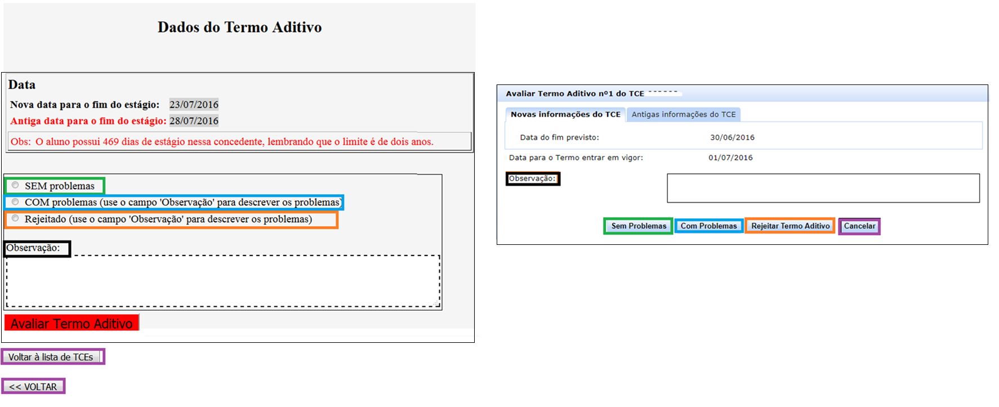 Dados do Termo Aditivo
Data
Nova data para o fim do estágio: 23/07/2016
Antiga data para o fim do estágio: 28/07/2016
Obs: O aluno possui 469 dias de estágio nessa concedente, lembrando que o limite é de dois anos.
SEM problemas
COM problemas (use o campo 'Observação' para descrever os problemas)
Rejeitado (use o campo 'Observação' para descrever os problemas)
Observação:
Avaliar Termo Aditivo
Voltar à lista de TCEs
<< VOLTAR
Avaliar Termo Aditivo nº1 do TCE
Novas informações do TCE Antigas informações do TCE
Data do fim previsto: 30/06/2016
Data para o Termo entrar em vigor: 01/07/2016
Observação:
Sem Problemas Com Problemas Rejeitar Termo Aditivo Cancelar